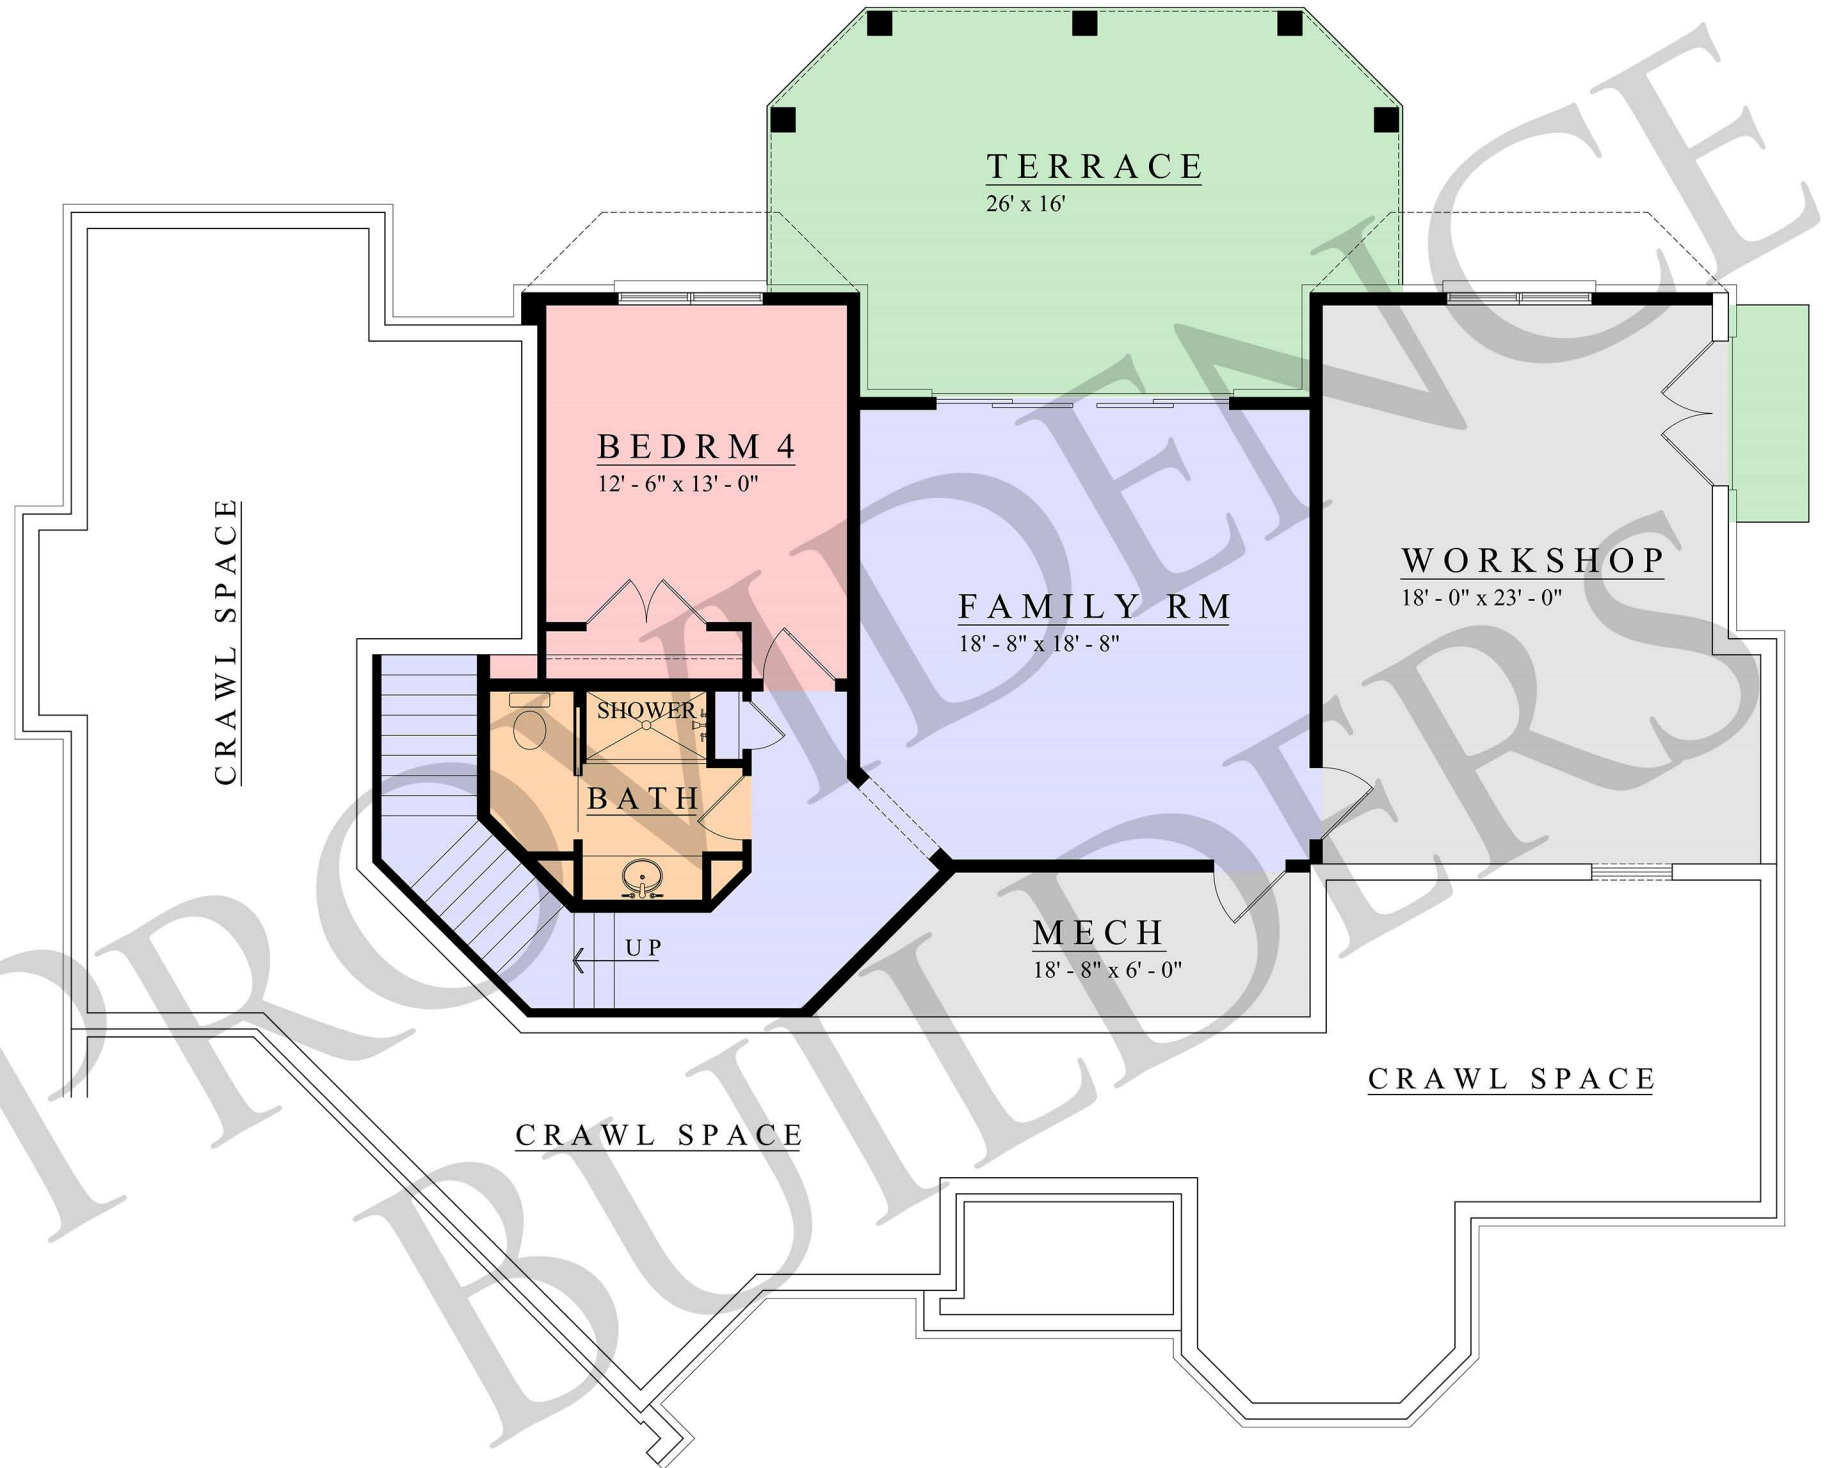 TERRACE
26' x 16'
BEDRM 4
12' - 6" x 13' - 0"
CRAWL SPACE
FAMILY RM
18' - 8" x 18' - 8"
WORKSHOP
18' - 0" x 23' - 0"
SHOWER
BATH
UP
MECH
18' - 8" x 6' - 0"
CRAWL SPACE
CRAWL SPACE
PROVIDENCE
BUILDERS